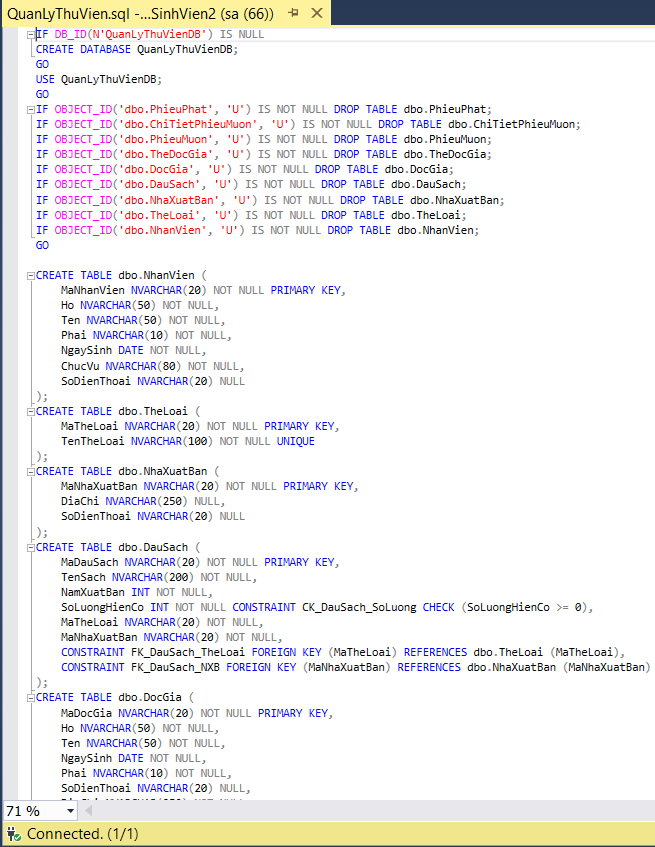 QuanLyThuVien.sql -...SinhVien2 (sa (66))
IF DB_ID(N'QuanLyThuVienDB') IS NULL
CREATE DATABASE QuanLyThuVienDB;
GO
USE QuanLyThuVienDB;
GO
IF OBJECT_ID('dbo.PhieuPhat', 'U') IS NOT NULL DROP TABLE dbo.PhieuPhat;
IF OBJECT_ID('dbo.ChiTietPhieuMuon', 'U') IS NOT NULL DROP TABLE dbo.ChiTietPhieuMuon;
IF OBJECT_ID('dbo.PhieuMuon', 'U') IS NOT NULL DROP TABLE dbo.PhieuMuon;
IF OBJECT_ID('dbo.TheDocGia', 'U') IS NOT NULL DROP TABLE dbo.TheDocGia;
IF OBJECT_ID('dbo.DocGia', 'U') IS NOT NULL DROP TABLE dbo.DocGia;
IF OBJECT_ID('dbo.DauSach', 'U') IS NOT NULL DROP TABLE dbo.DauSach;
IF OBJECT_ID('dbo.NhaXuatBan', 'U') IS NOT NULL DROP TABLE dbo.NhaXuatBan;
IF OBJECT_ID('dbo.TheLoai', 'U') IS NOT NULL DROP TABLE dbo.TheLoai;
IF OBJECT_ID('dbo.NhanVien', 'U') IS NOT NULL DROP TABLE dbo.NhanVien;
GO
CREATE TABLE dbo.NhanVien (
MaNhanVien NVARCHAR(20) NOT NULL PRIMARY KEY,
Ho NVARCHAR(50) NOT NULL,
Ten NVARCHAR(50) NOT NULL,
Phai NVARCHAR(10) NOT NULL,
NgaySinh DATE NOT NULL,
ChucVu NVARCHAR(80) NOT NULL,
SoDienThoai NVARCHAR(20) NULL
);
CREATE TABLE dbo.TheLoai (
MaTheLoai NVARCHAR(20) NOT NULL PRIMARY KEY,
TenTheLoai NVARCHAR(100) NOT NULL UNIQUE
);
CREATE TABLE dbo.NhaXuatBan (
MaNhaXuatBan NVARCHAR(20) NOT NULL PRIMARY KEY,
DiaChi NVARCHAR(250) NULL,
SoDienThoai NVARCHAR(20) NULL
);
CREATE TABLE dbo.DauSach (
MaDauSach NVARCHAR(20) NOT NULL PRIMARY KEY,
TenSach NVARCHAR(200) NOT NULL,
NamXuatBan INT NOT NULL,
SoLuongHienCo INT NOT NULL CONSTRAINT CK_DauSach_SoLuong CHECK (SoLuongHienCo >= 0),
MaTheLoai NVARCHAR(20) NOT NULL,
MaNhaXuatBan NVARCHAR(20) NOT NULL,
CONSTRAINT FK_DauSach_TheLoai FOREIGN KEY (MaTheLoai) REFERENCES dbo.TheLoai (MaTheLoai),
CONSTRAINT FK_DauSach_NXB FOREIGN KEY (MaNhaXuatBan) REFERENCES dbo.NhaXuatBan (MaNhaXuatBan)
);
CREATE TABLE dbo.DocGia (
MaDocGia NVARCHAR(20) NOT NULL PRIMARY KEY,
Ho NVARCHAR(50) NOT NULL,
Ten NVARCHAR(50) NOT NULL,
NgaySinh DATE NOT NULL,
Phai NVARCHAR(10) NOT NULL,
SoDienThoai NVARCHAR(20) NULL,
71 %
Connected. (1/1)